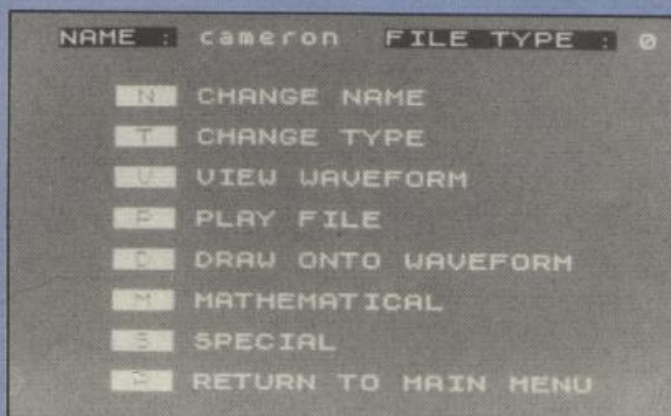 NAME : cameron FILE TYPE : 0
N CHANGE NAME
T CHANGE TYPE
V VIEW WAVEFORM
P PLAY FILE
D DRAW ONTO WAVEFORM
M MATHEMATICAL
S SPECIAL
R RETURN TO MAIN MENU